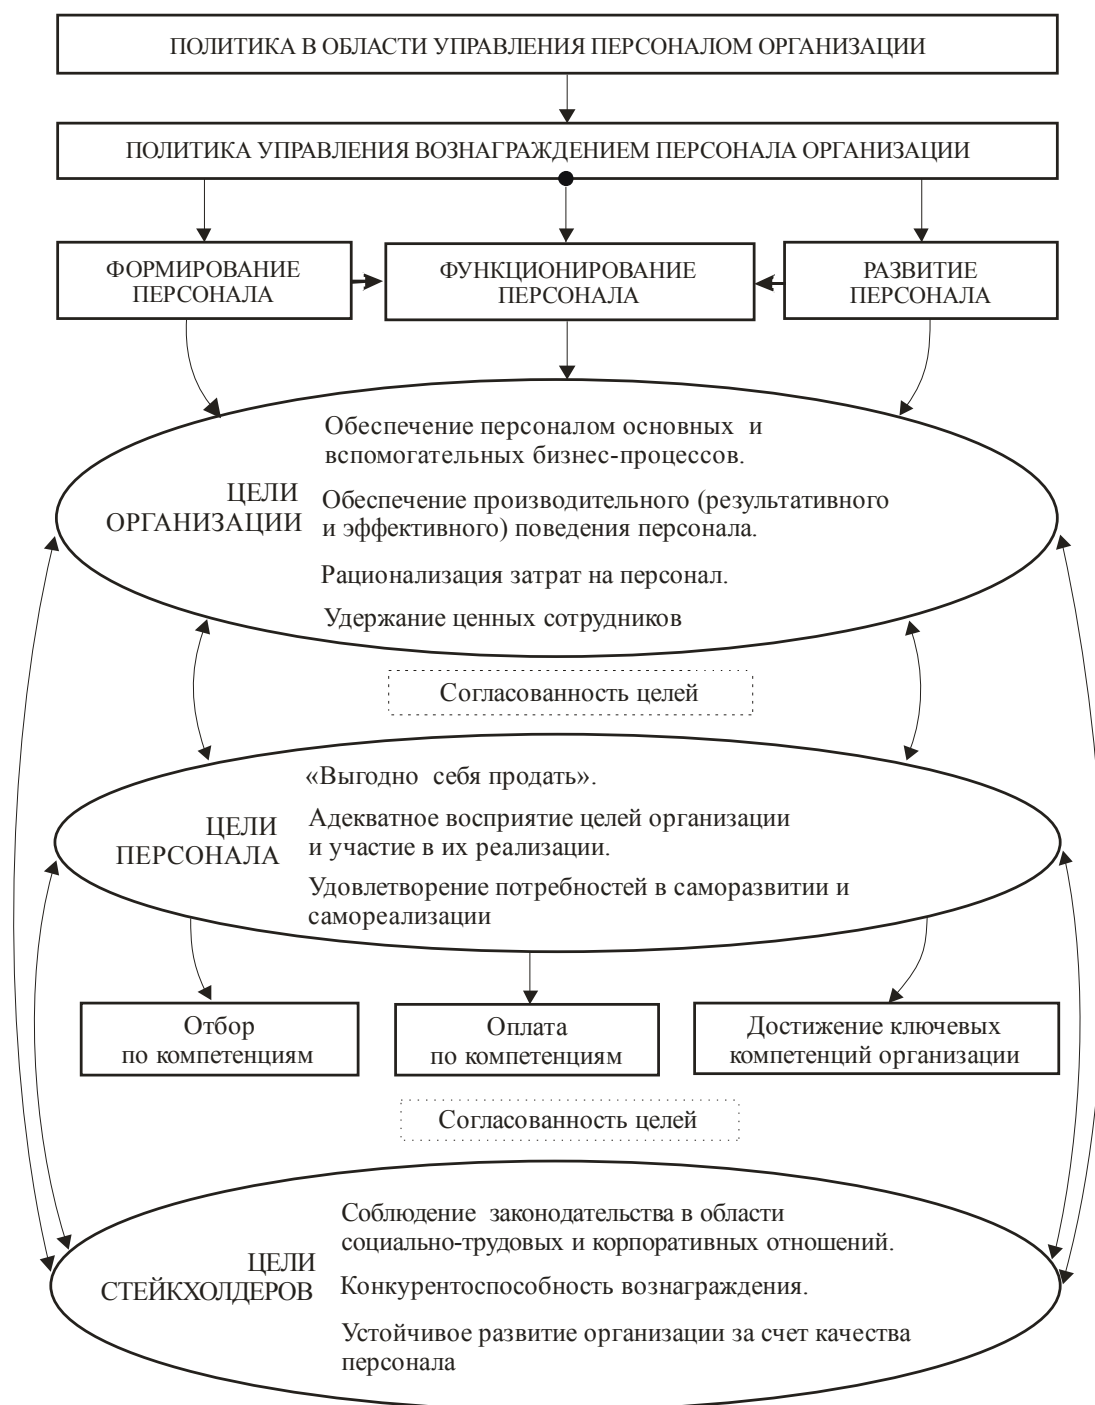 ПОЛИТИКА В ОБЛАСТИ УПРАВЛЕНИЯ ПЕРСОНАЛОМ ОРГАНИЗАЦИИ
ПОЛИТИКА УПРАВЛЕНИЯ ВОЗНАГРАЖДЕНИЕМ ПЕРСОНАЛА ОРГАНИЗАЦИИ
ФОРМИРОВАНИЕ
ПЕРСОНАЛА
ФУНКЦИОНИРОВАНИЕ
ПЕРСОНАЛА
РАЗВИТИЕ
ПЕРСОНАЛА
ЦЕЛИ
ОРГАНИЗАЦИИ
Обеспечение персоналом основных и
вспомогательных бизнес-процессов.
Обеспечение производительного (результативного
и эффективного) поведения персонала.
Рационализация затрат на персонал.
Удержание ценных сотрудников
Согласованность целей
ЦЕЛИ
ПЕРСОНАЛА
«Выгодно себя продать».
Адекватное восприятие целей организации
и участие в их реализации.
Удовлетворение потребностей в саморазвитии и
самореализации
Отбор
по компетенциям
Оплата
по компетенциям
Достижение ключевых
компетенций организации
Согласованность целей
ЦЕЛИ
СТЕЙКХОЛДЕРОВ
Соблюдение законодательства в области
социально-трудовых и корпоративных отношений.
Конкурентоспособность вознаграждения.
Устойчивое развитие организации за счет качества
персонала